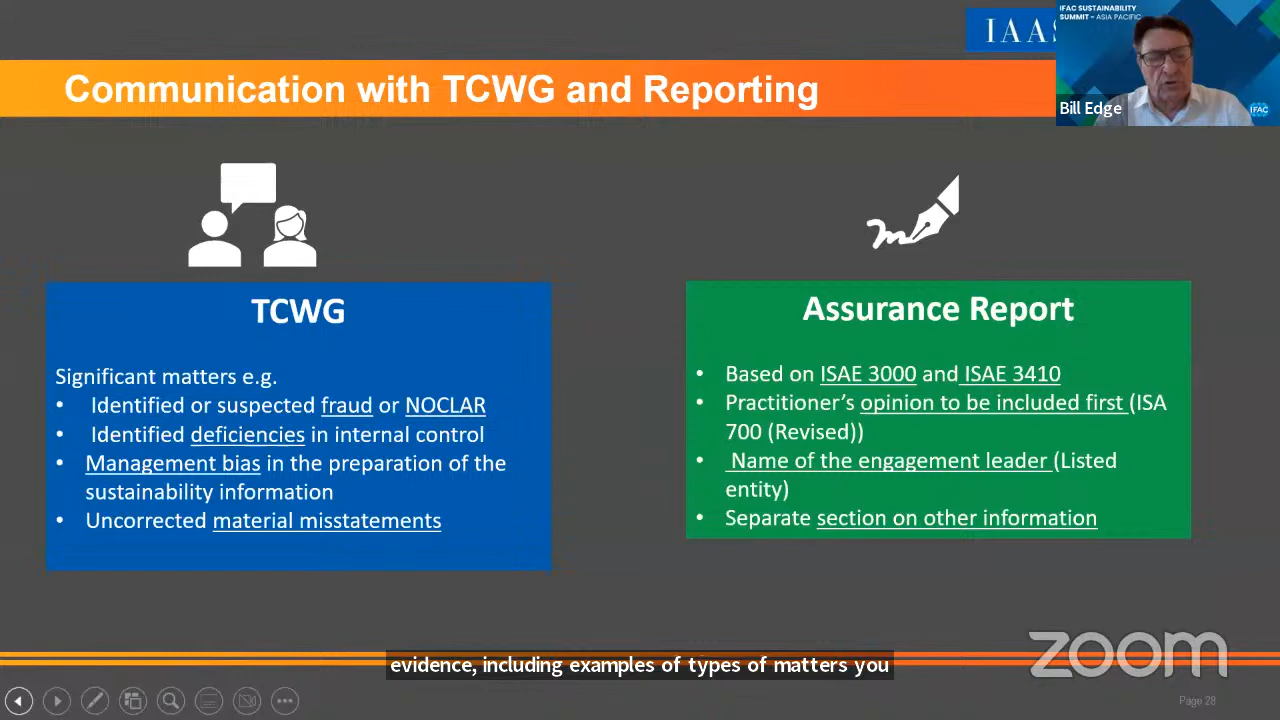 IAAS
IFAC SUSTAINABILITY
SUMMIT - ASIA PACIFIC
Bill Edge
IFAC
Communication with TCWG and Reporting
TCWG
Significant matters e.g.
• Identified or suspected fraud or NOCLAR
• Identified deficiencies in internal control
• Management bias in the preparation of the
sustainability information
• Uncorrected material misstatements
Assurance Report
• Based on ISAE 3000 and ISAE 3410
• Practitioner’s opinion to be included first (ISA
700 (Revised))
• Name of the engagement leader (Listed
entity)
• Separate section on other information
zoom
evidence, including examples of types of matters you
Page 28